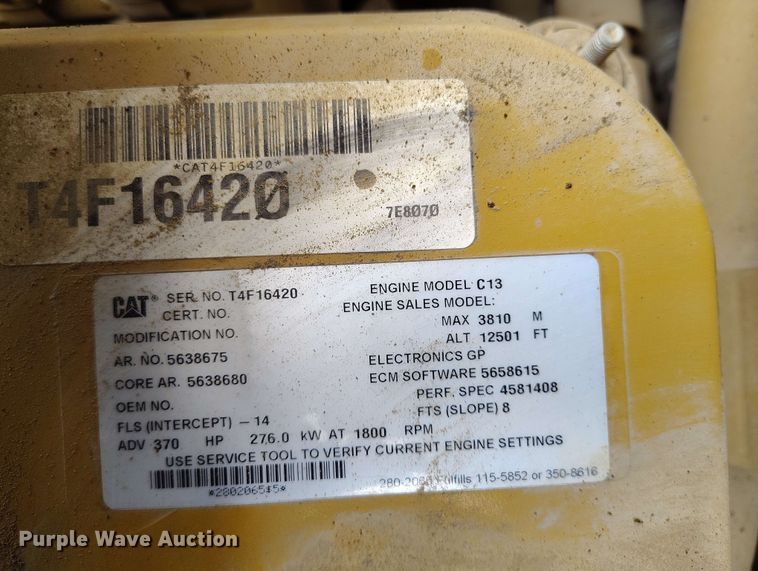 *CAT4F16420*
T4F16420
7E8070
CAT® SER. NO. T4F16420 ENGINE MODEL C13
CERT. NO. ENGINE SALES MODEL:
MODIFICATION NO. MAX 3810 M
ALT 12501 FT
AR. NO. 5638675 ELECTRONICS GP
CORE AR. 5638680 ECM SOFTWARE 5658615
OEM NO. PERF. SPEC 4581408
FLS (INTERCEPT) -14 FTS (SLOPE) 8
ADV 370 HP 276.0 kW AT 1800 RPM
USE SERVICE TOOL TO VERIFY CURRENT ENGINE SETTINGS
Fulfills 115-5852 or 350-8616
Purple Wave Auction